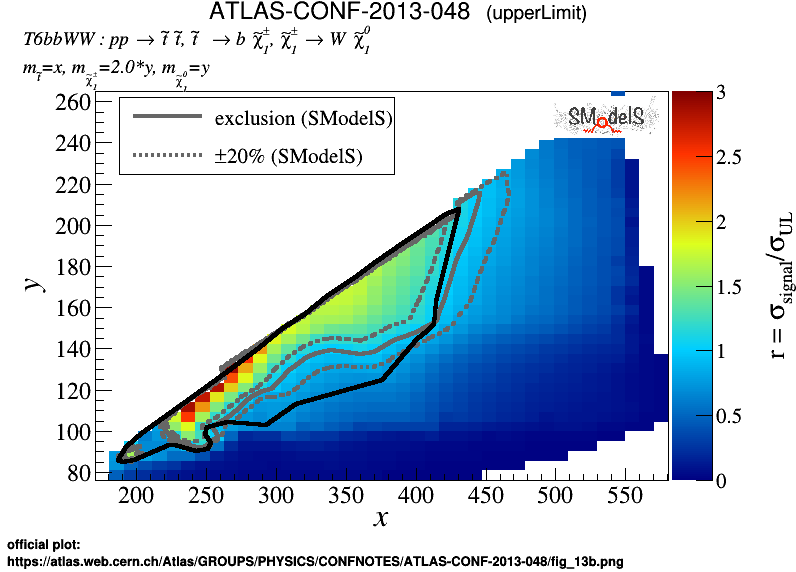 ATLAS-CONF-2013-048 (upperLimit)
T6bbWW : pp → t̃ t̃, t̃ → b χ̃₁±, χ̃₁± → W χ̃₁⁰
m_t̃=x, m_χ̃₁±=2.0*y, m_χ̃₁⁰=y
exclusion (SModelS)
±20% (SModelS)
SModelS
260
240
220
200
180
160
140
120
100
80
y
200 250 300 350 400 450 500 550
x
3
2.5
2
1.5
1
0.5
0
r = σ_signal/σ_UL
official plot:
https://atlas.web.cern.ch/Atlas/GROUPS/PHYSICS/CONFNOTES/ATLAS-CONF-2013-048/fig_13b.png